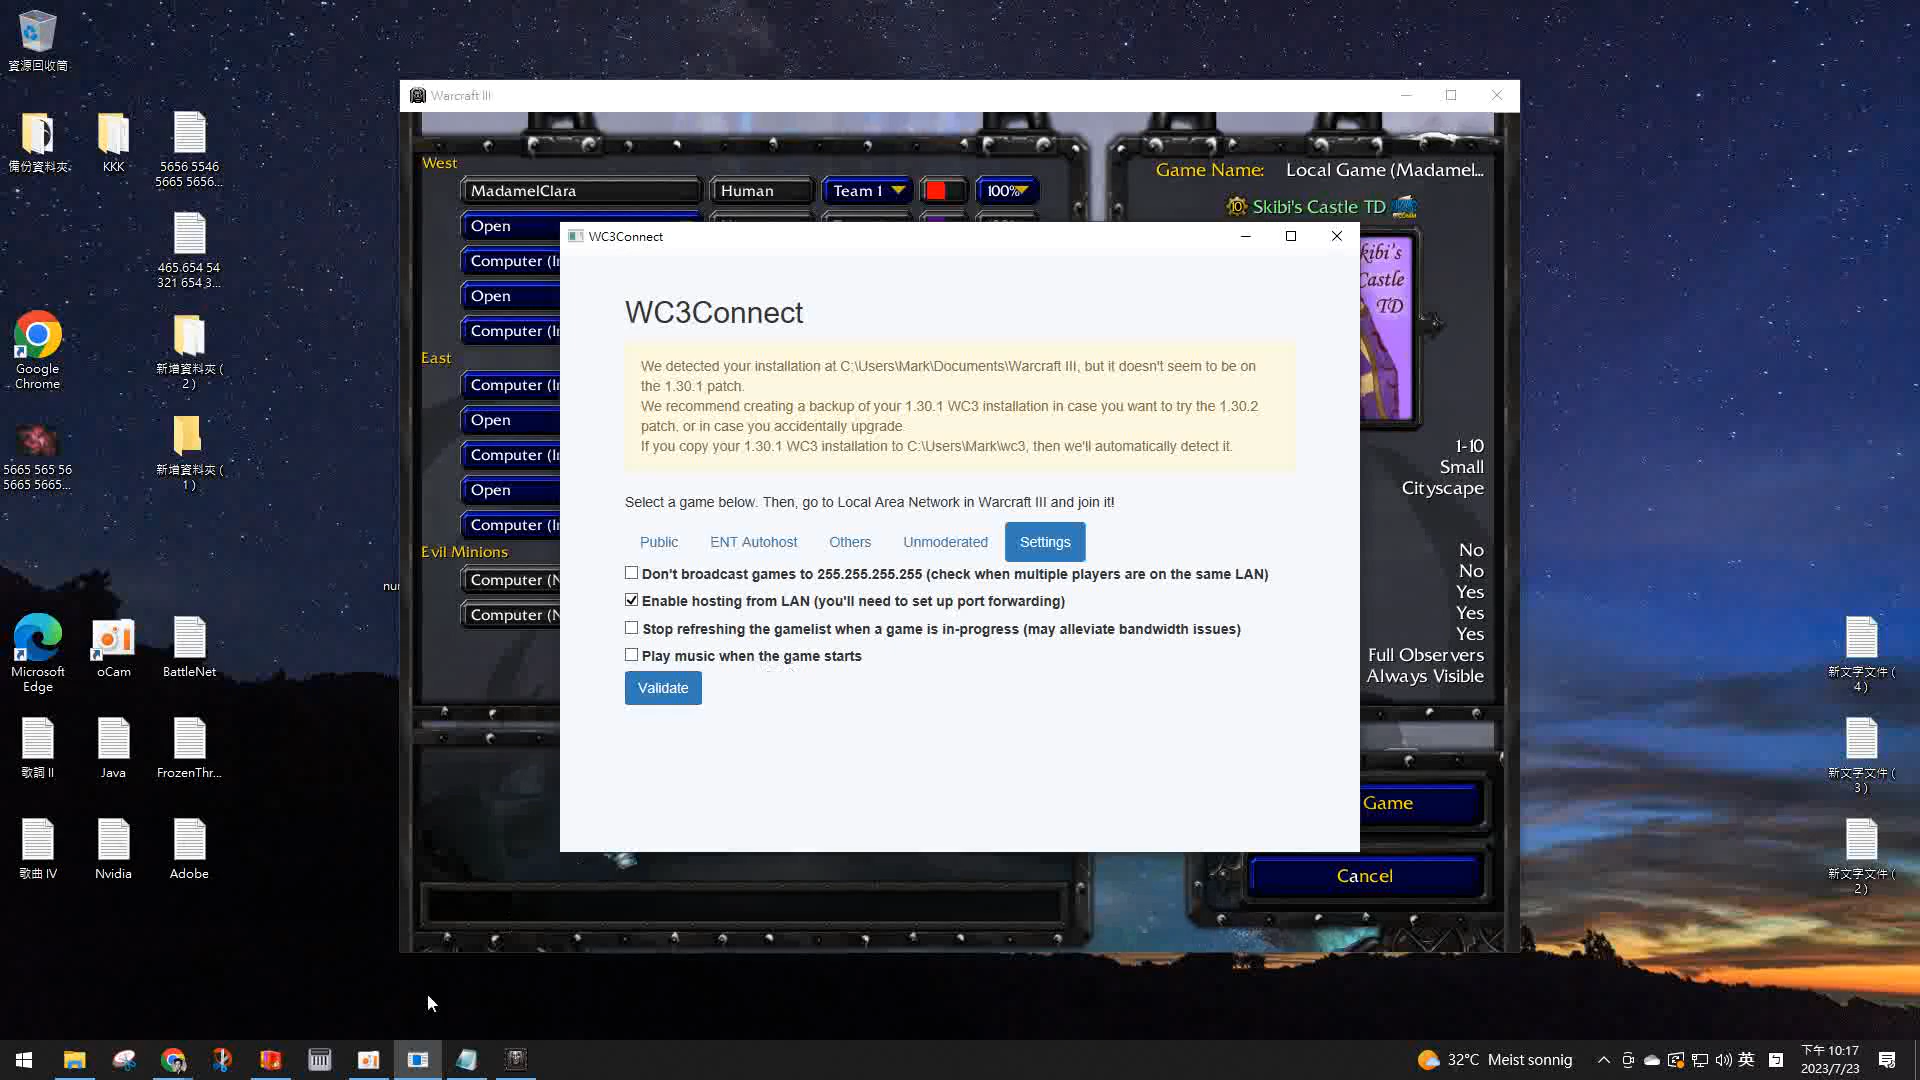 資源回收筒
備份資料夾
KKK
5656 5546
5665 5656...
465.654 54
321 654 3...
Google
Chrome
新增資料夾 (
2 )
5665 565 56
5665 5665...
新增資料夾 (
1 )
Microsoft
Edge
oCam
BattleNet
歌詞 II
Java
FrozenThr...
歌曲 IV
Nvidia
Adobe
Warcraft III
West
MadamelClara
Human
Team 1
100%
Open
Computer (I
Open
Computer (I
East
Computer (I
Open
Computer (I
Open
Computer (I
Evil Minions
Computer (N
Computer (N
Game Name:
Local Game (Madamel...
Skibi's Castle TD
kibi's
Castle
TD
1-10
Small
Cityscape
No
No
Yes
Yes
Yes
Full Observers
Always Visible
Game
Cancel
WC3Connect
WC3Connect
We detected your installation at C:\Users\Mark\Documents\Warcraft III, but it doesn't seem to be on
the 1.30.1 patch.
We recommend creating a backup of your 1.30.1 WC3 installation in case you want to try the 1.30.2
patch, or in case you accidentally upgrade.
If you copy your 1.30.1 WC3 installation to C:\Users\Mark\wc3, then we'll automatically detect it.
Select a game below. Then, go to Local Area Network in Warcraft III and join it!
Public
ENT Autohost
Others
Unmoderated
Settings
Don't broadcast games to 255.255.255.255 (check when multiple players are on the same LAN)
Enable hosting from LAN (you'll need to set up port forwarding)
Stop refreshing the gamelist when a game is in-progress (may alleviate bandwidth issues)
Play music when the game starts
Validate
新文字文件 (
4 )
新文字文件 (
3 )
新文字文件 (
2 )
32°C Meist sonnig
英
下午 10:17
2023/7/23